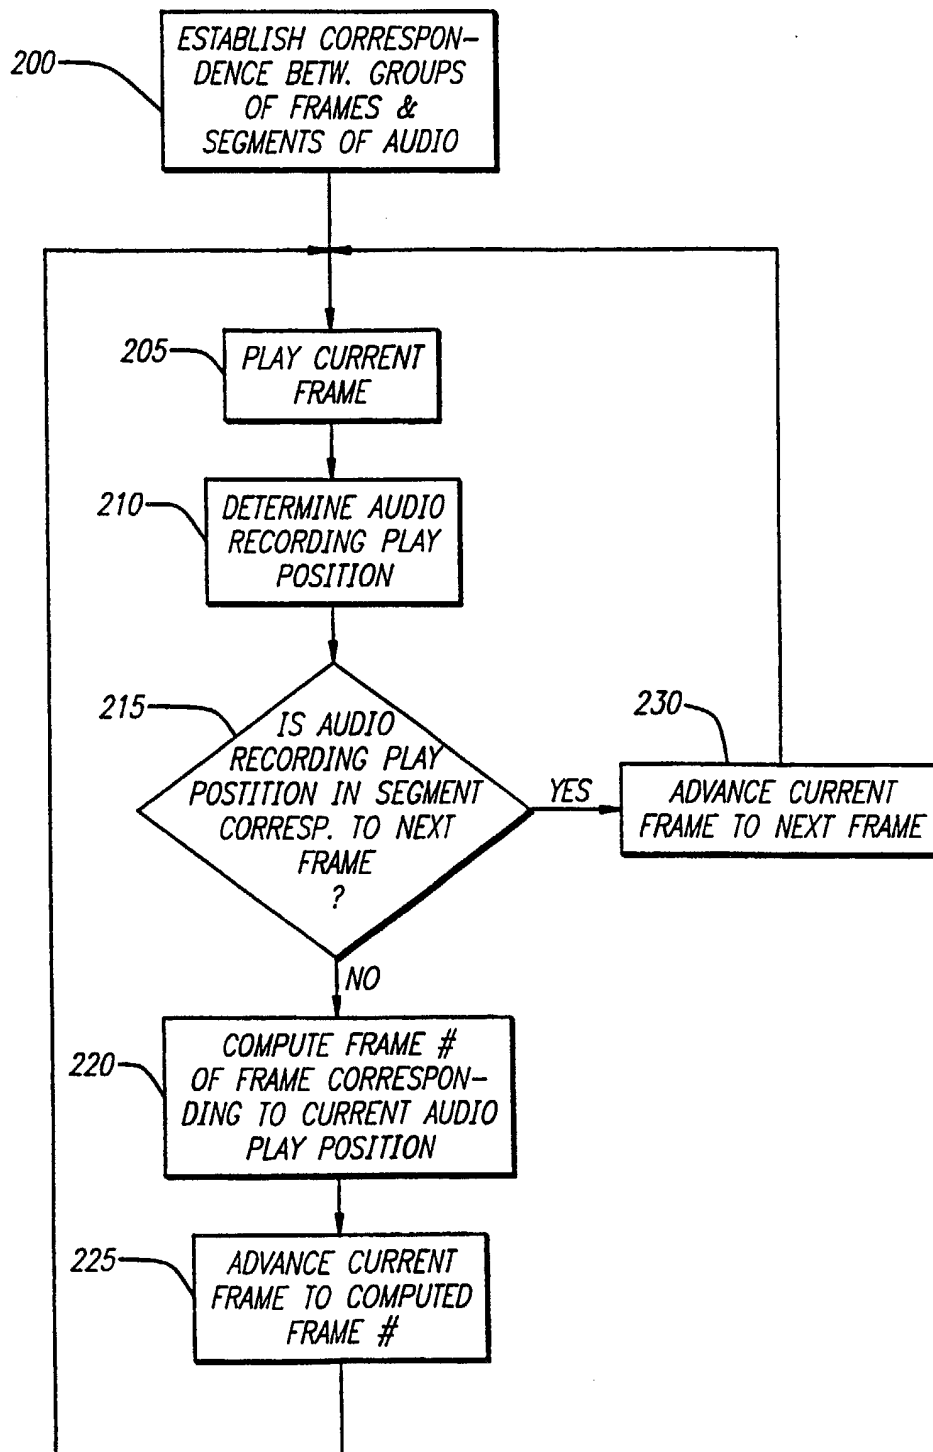 200
ESTABLISH CORRESPON-
DENCE BETW. GROUPS
OF FRAMES &
SEGMENTS OF AUDIO
205
PLAY CURRENT
FRAME
210
DETERMINE AUDIO
RECORDING PLAY
POSITION
215
IS AUDIO
RECORDING PLAY
POSTITION IN SEGMENT
CORRESP. TO NEXT
FRAME
?
YES
230
ADVANCE CURRENT
FRAME TO NEXT FRAME
NO
220
COMPUTE FRAME #
OF FRAME CORRESPON-
DING TO CURRENT AUDIO
PLAY POSITION
225
ADVANCE CURRENT
FRAME TO COMPUTED
FRAME #